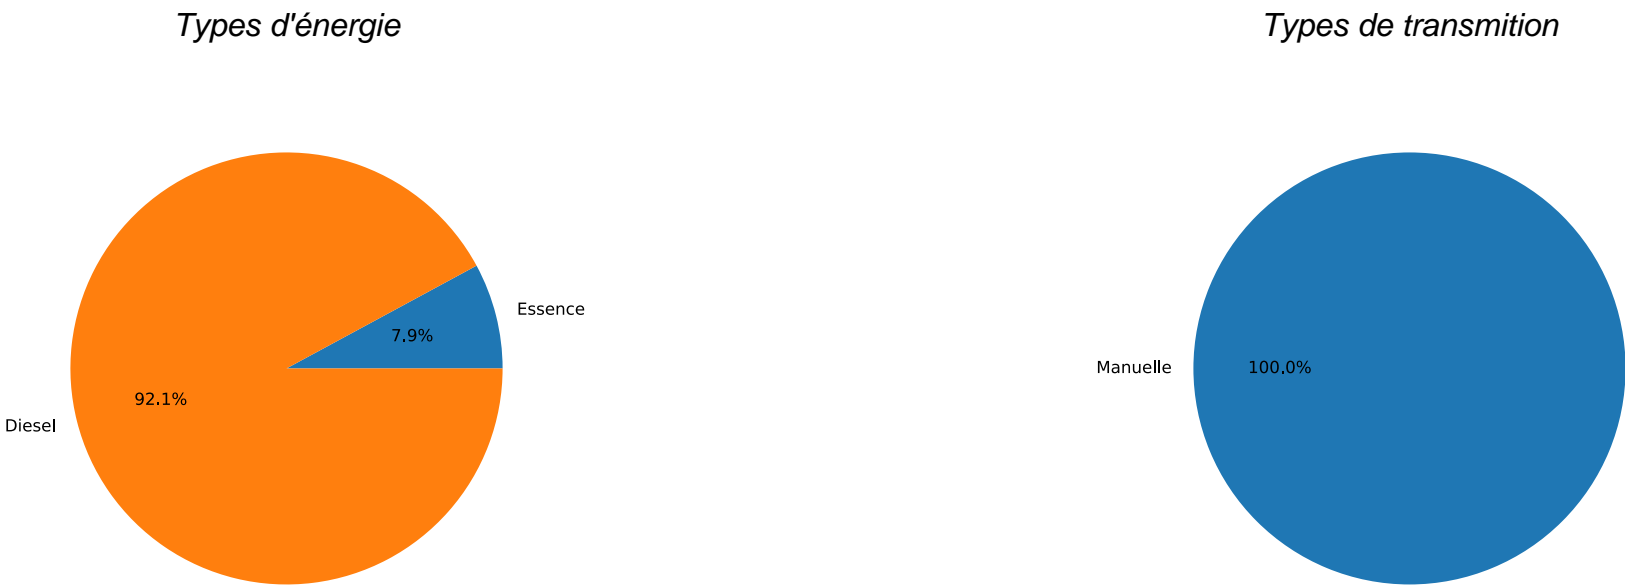 Types d'énergie
Types de transmition
Essence
7.9%
92.1%
Diesel
Manuelle
100.0%